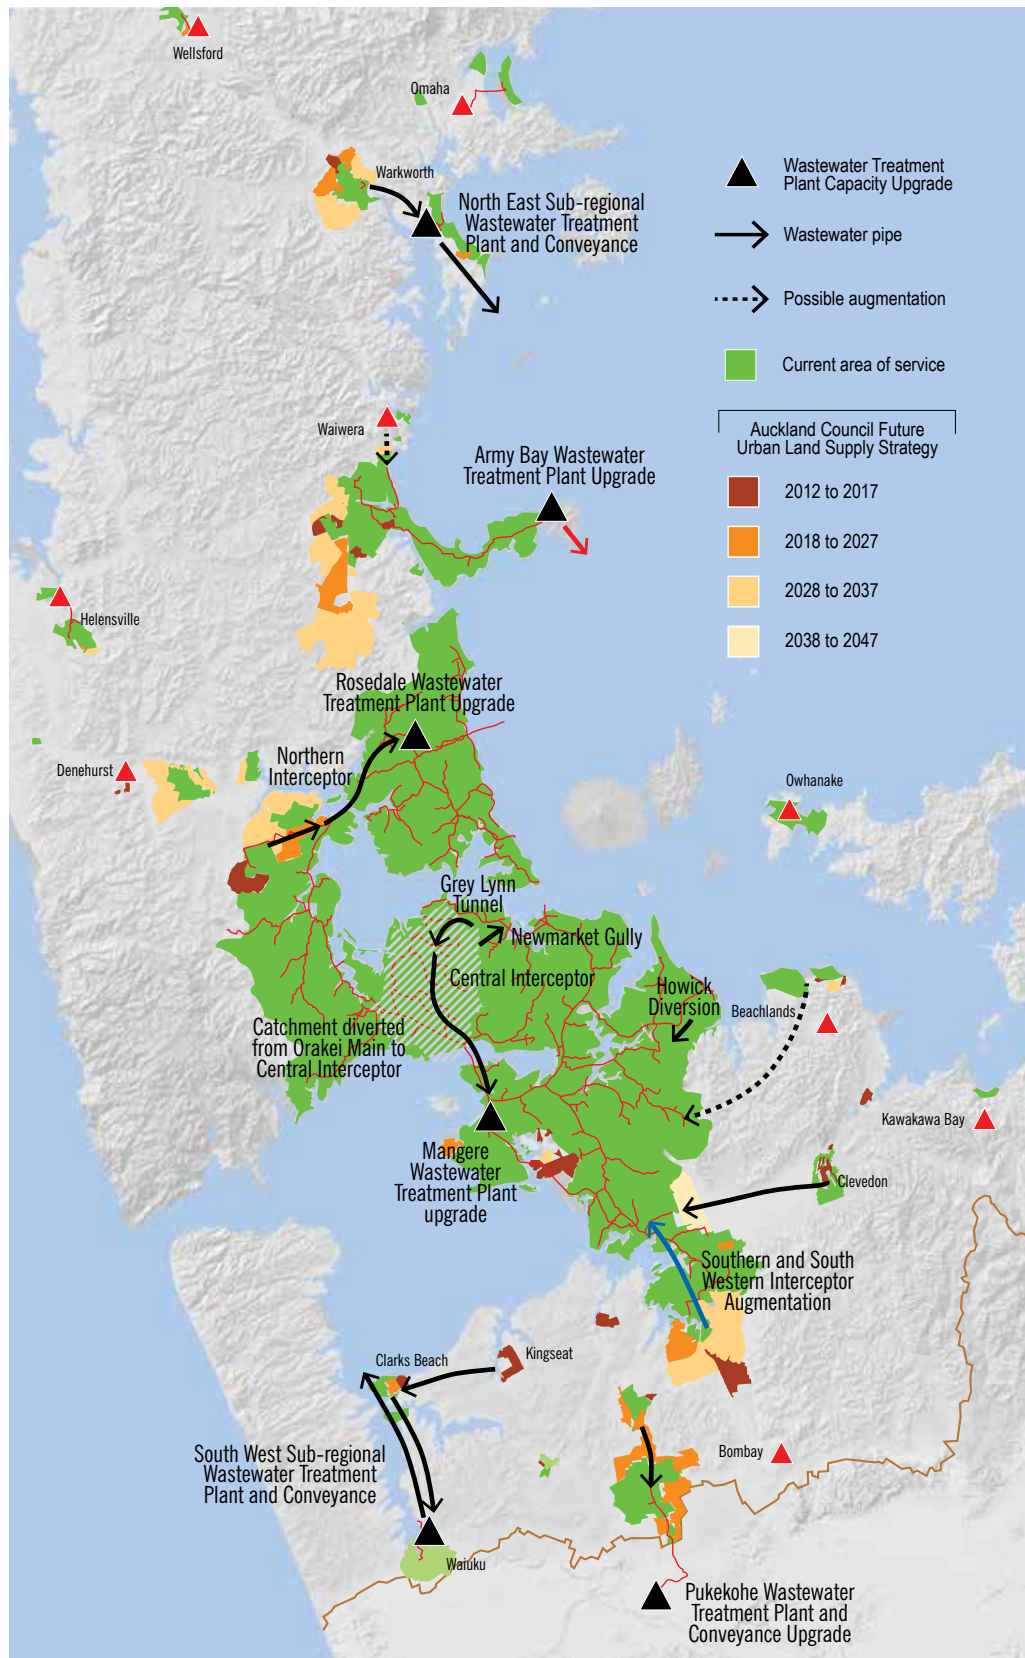 Wellsford
Omaha
Warkworth
North East Sub-regional
Wastewater Treatment
Plant and Conveyance
Wastewater Treatment
Plant Capacity Upgrade
Wastewater pipe
Possible augmentation
Current area of service
Auckland Council Future
Urban Land Supply Strategy
2012 to 2017
2018 to 2027
2028 to 2037
2038 to 2047
Waiwera
Army Bay Wastewater
Treatment Plant Upgrade
Helensville
Rosedale Wastewater
Treatment Plant Upgrade
Northern
Interceptor
Denehurst
Owhanake
Grey Lynn
Tunnel
Newmarket Gully
Central Interceptor
Howick
Diversion
Beachlands
Catchment diverted
from Orakei Main to
Central Interceptor
Kawakawa Bay
Mangere
Wastewater
Treatment Plant
upgrade
Clevedon
Southern and South
Western Interceptor
Augmentation
Kingseat
Clarks Beach
South West Sub-regional
Wastewater Treatment
Plant and Conveyance
Bombay
Waiuku
Pukekohe Wastewater
Treatment Plant and
Conveyance Upgrade